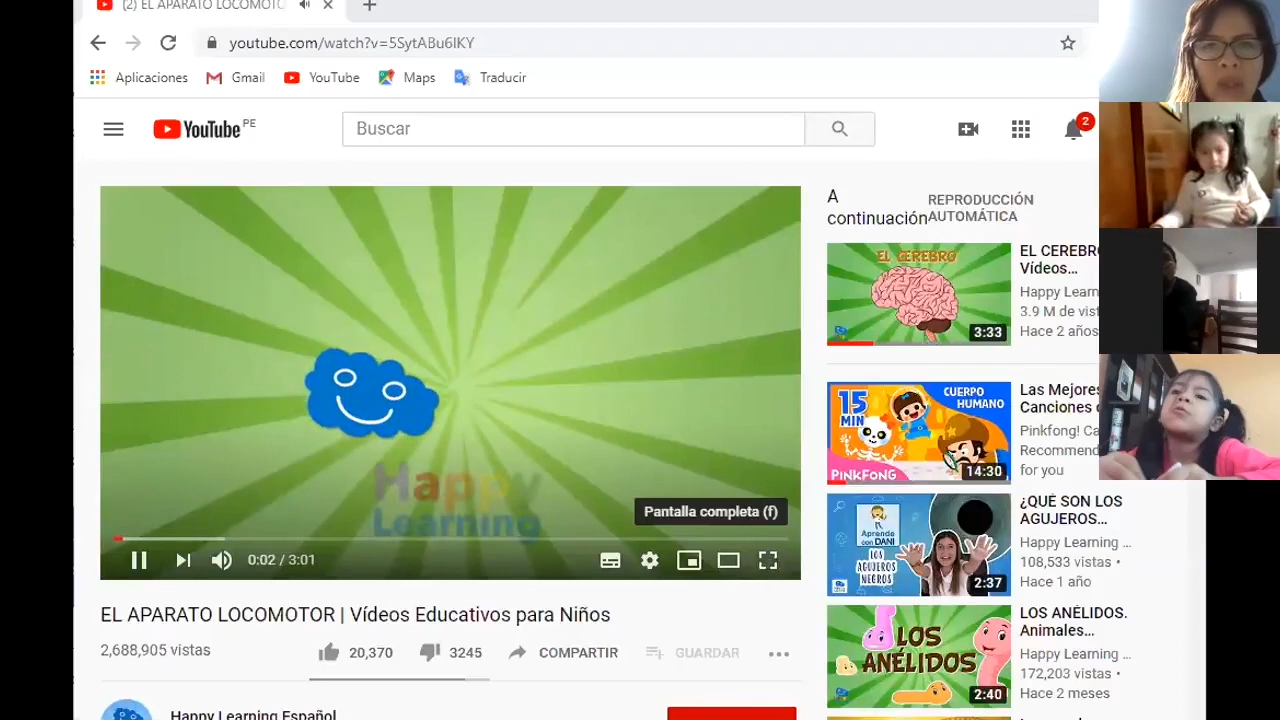 (2) EL APARATO LOCOMOTO
youtube.com/watch?v=5SytABu6IKY
Aplicaciones Gmail YouTube Maps Traducir
YouTube PE
Buscar
2
Happy
Learning
Pantalla completa (f)
0:02 / 3:01
EL APARATO LOCOMOTOR | Vídeos Educativos para Niños
2,688,905 vistas
20,370 3245 COMPARTIR GUARDAR
Happy Learning Español
A continuación
REPRODUCCIÓN
AUTOMÁTICA
EL CEREBRO
3:33
EL CEREBRO
Vídeos...
Happy Learn
3.9 M de vist
Hace 2 años
15
MIN
CUERPO
HUMANO
PINKFONG
14:30
Las Mejores
Canciones
Pinkfong! Ca
Recommend
for you
Aprende
con DANI
LOS
AGUJEROS
NEGROS
2:37
¿QUÉ SON LOS
AGUJEROS...
Happy Learning ...
108,533 vistas •
Hace 1 año
LOS
ANÉLIDOS
2:40
LOS ANÉLIDOS.
Animales...
Happy Learning ...
172,203 vistas •
Hace 2 meses